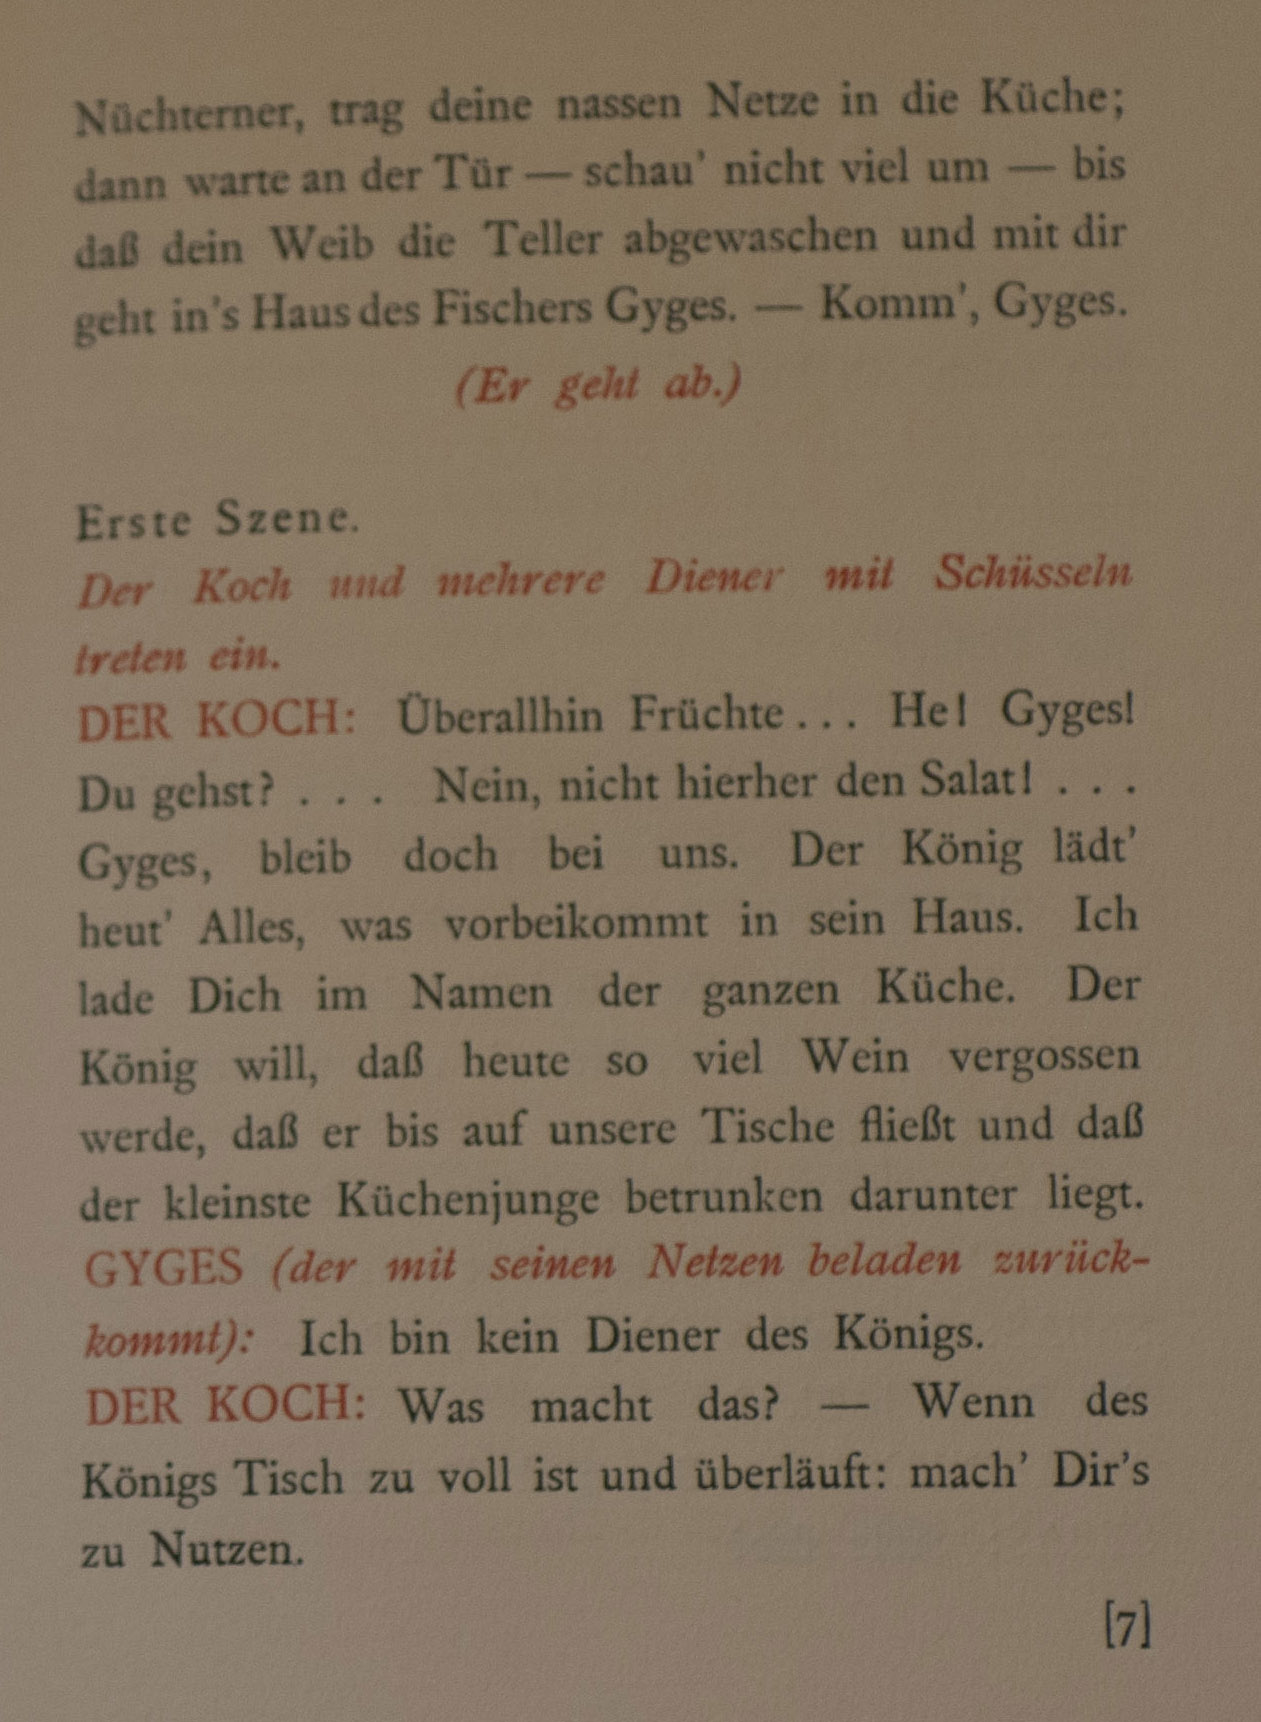 Nüchterner, trag deine nassen Netze in die Küche;
dann warte an der Tür — schau' nicht viel um — bis
daß dein Weib die Teller abgewaschen und mit dir
geht in's Haus des Fischers Gyges. — Komm', Gyges.
(Er geht ab.)
Erste Szene.
Der Koch und mehrere Diener mit Schüsseln
treten ein.
DER KOCH: Überallhin Früchte... He! Gyges!
Du gehst? . . . Nein, nicht hierher den Salat! . . .
Gyges, bleib doch bei uns. Der König lädt'
heut' Alles, was vorbeikommt in sein Haus. Ich
lade Dich im Namen der ganzen Küche. Der
König will, daß heute so viel Wein vergossen
werde, daß er bis auf unsere Tische fließt und daß
der kleinste Küchenjunge betrunken darunter liegt.
GYGES (der mit seinen Netzen beladen zurück-
kommt): Ich bin kein Diener des Königs.
DER KOCH: Was macht das? — Wenn des
Königs Tisch zu voll ist und überläuft: mach' Dir's
zu Nutzen.
[7]